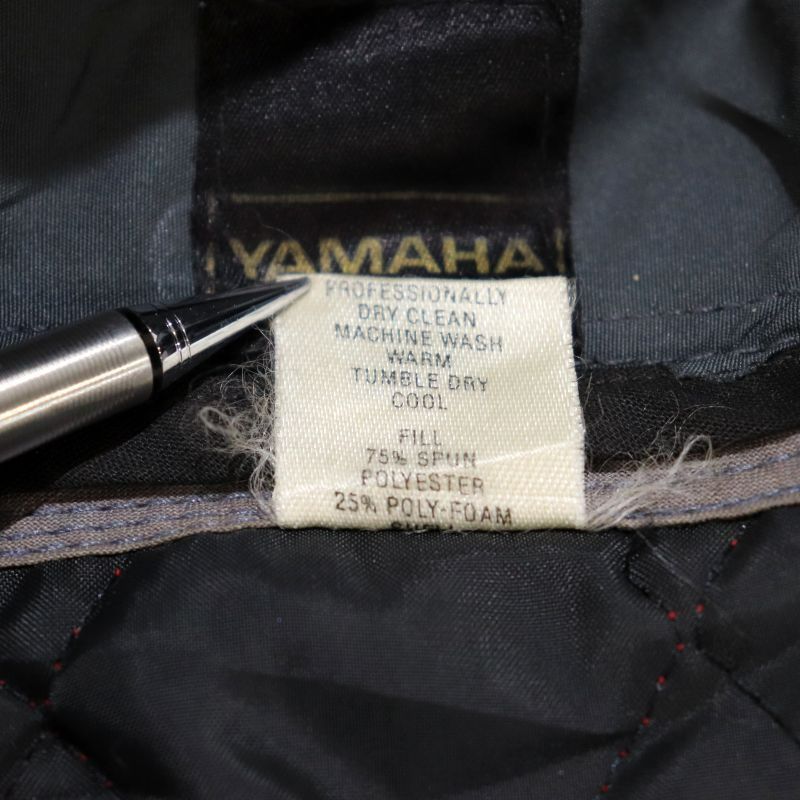 YAMAHA
PROFESSIONALLY
DRY CLEAN
MACHINE WASH
WARM
TUMBLE DRY
COOL
FILL
75% SPUN
POLYESTER
25% POLY-FOAM